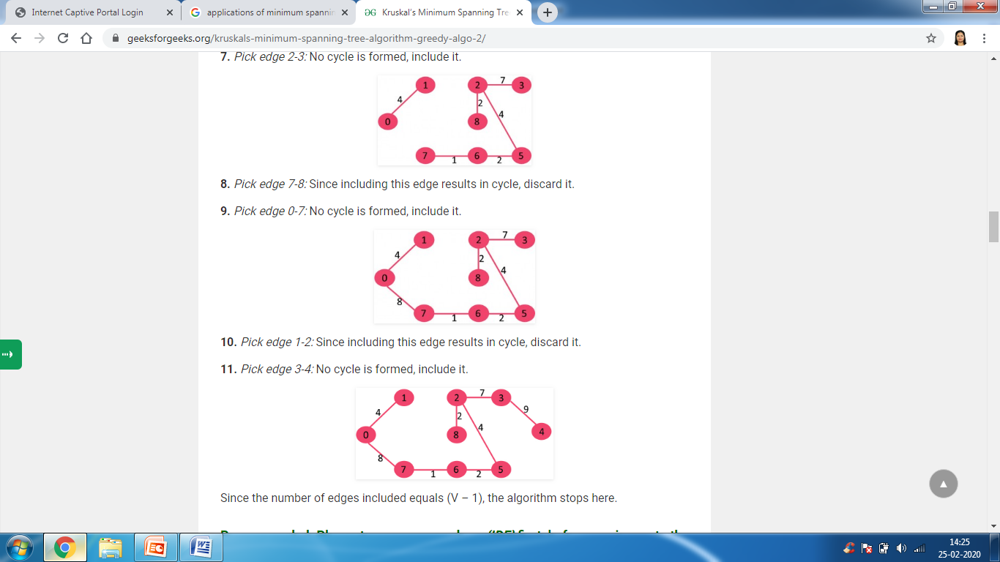 Internet Captive Portal Login
applications of minimum spannin
Kruskal's Minimum Spanning Tre
geeksforgeeks.org/kruskals-minimum-spanning-tree-algorithm-greedy-algo-2/
7. Pick edge 2-3: No cycle is formed, include it.
1 2 7 3
4 2 4
0 8
7 1 6 2 5
8. Pick edge 7-8: Since including this edge results in cycle, discard it.
9. Pick edge 0-7: No cycle is formed, include it.
1 2 7 3
4 2 4
0 8
8
7 1 6 2 5
10. Pick edge 1-2: Since including this edge results in cycle, discard it.
11. Pick edge 3-4: No cycle is formed, include it.
1 2 7 3
4 2 4 9
0 8 4
8
7 1 6 2 5
Since the number of edges included equals (V – 1), the algorithm stops here.
14:25
25-02-2020